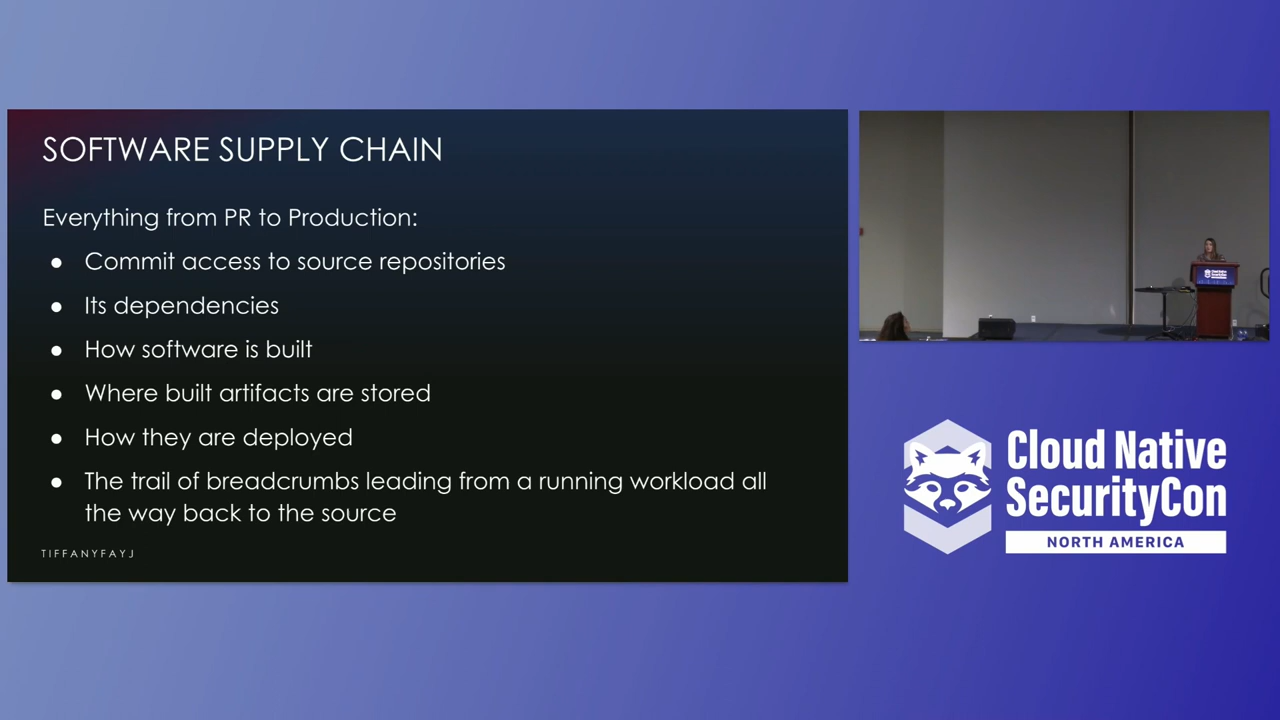 SOFTWARE SUPPLY CHAIN
Everything from PR to Production:
● Commit access to source repositories
● Its dependencies
● How software is built
● Where built artifacts are stored
● How they are deployed
● The trail of breadcrumbs leading from a running workload all
the way back to the source
TIFFANYFAYJ
Cloud Native
SecurityCon
NORTH AMERICA